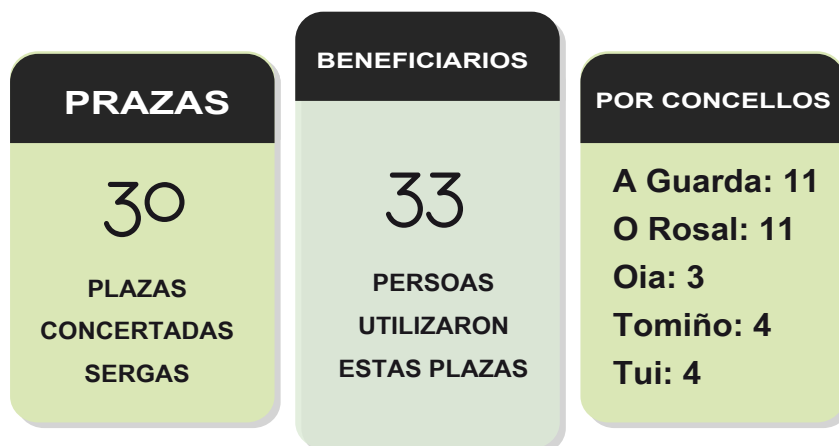 PRAZAS
30
PLAZAS
CONCERTADAS
SERGAS
BENEFICIARIOS
33
PERSOAS
UTILIZARON
ESTAS PLAZAS
POR CONCELLOS
A Guarda: 11
O Rosal: 11
Oia: 3
Tomiño: 4
Tui: 4